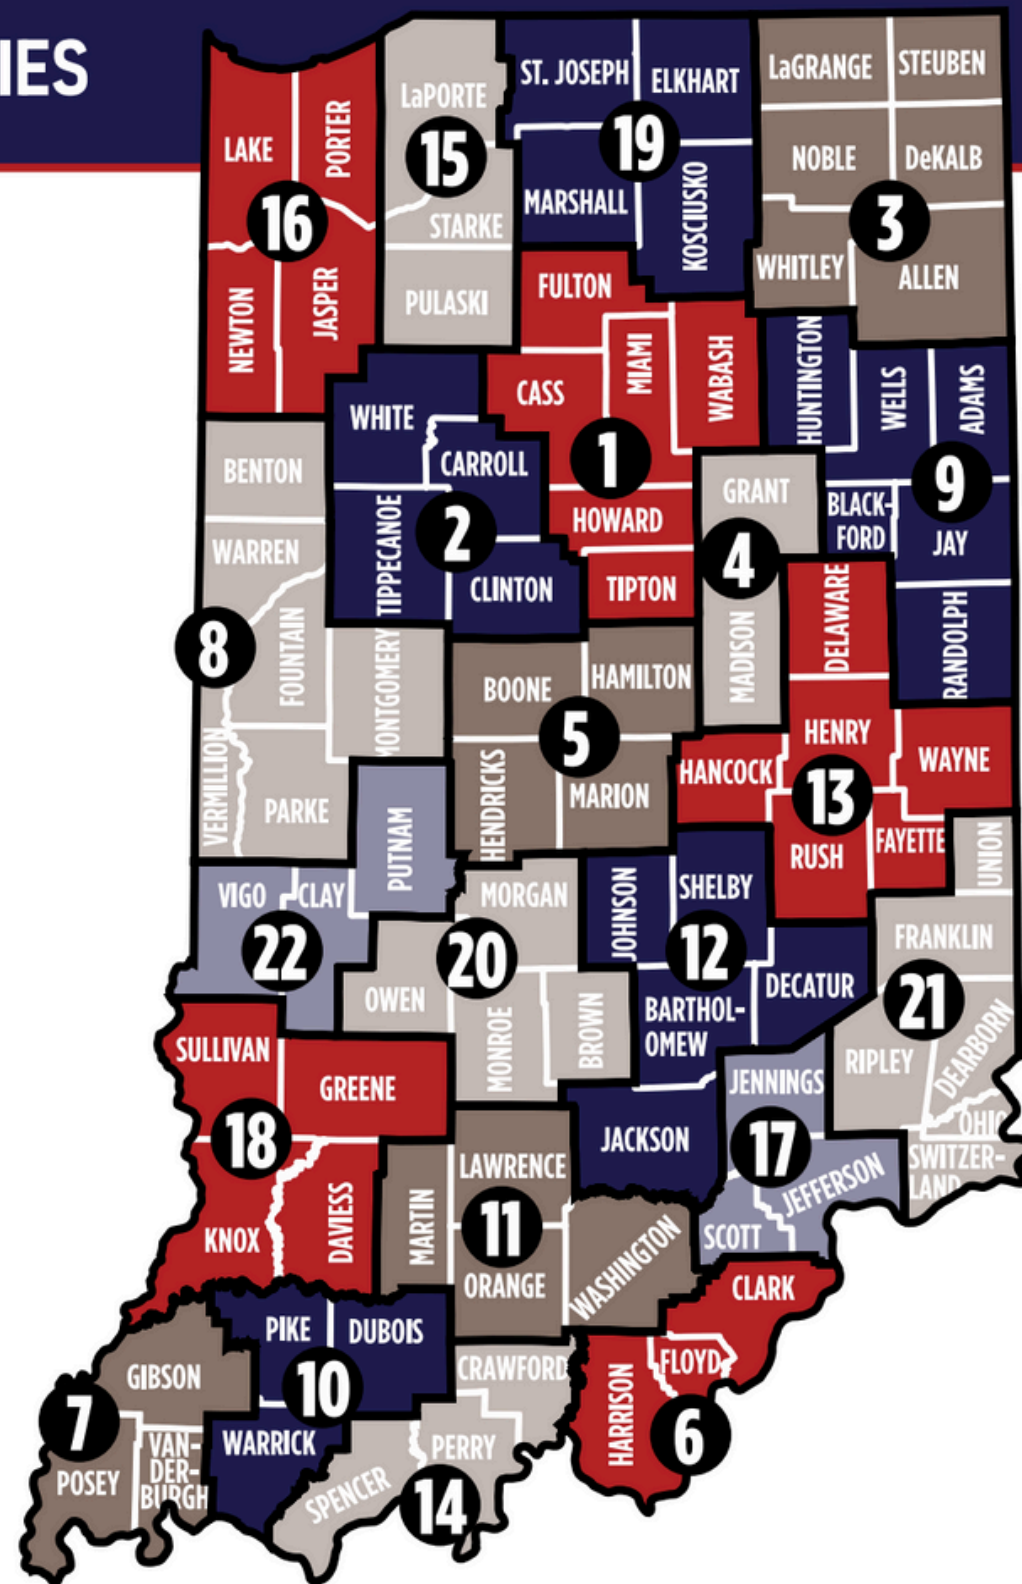 IES
ST. JOSEPH
ELKHART
LaGRANGE
STEUBEN
LaPORTE
LAKE
PORTER
15
19
NOBLE
DeKALB
MARSHALL
KOSCIUSKO
16
STARKE
3
WHITLEY
ALLEN
NEWTON
JASPER
PULASKI
FULTON
MIAMI
WABASH
HUNTINGTON
WELLS
ADAMS
CASS
WHITE
1
CARROLL
BENTON
GRANT
9
2
HOWARD
BLACK-
FORD
JAY
WARREN
TIPPECANOE
4
CLINTON
TIPTON
DELAWARE
RANDOLPH
8
FOUNTAIN
MONTGOMERY
MADISON
BOONE
HAMILTON
5
HENRY
WAYNE
VERMILLION
HENDRICKS
MARION
HANCOCK
13
PARKE
PUTNAM
RUSH
FAYETTE
UNION
VIGO
CLAY
MORGAN
JOHNSON
SHELBY
22
20
12
FRANKLIN
OWEN
MONROE
BROWN
BARTHOL-
OMEW
DECATUR
21
SULLIVAN
GREENE
JENNINGS
RIPLEY
DEARBORN
18
JACKSON
17
OHIO
LAWRENCE
SWITZER-
LAND
KNOX
DAVIESS
MARTIN
11
JEFFERSON
SCOTT
ORANGE
WASHINGTON
CLARK
PIKE
DUBOIS
GIBSON
10
CRAWFORD
HARRISON
FLOYD
7
WARRICK
PERRY
6
POSEY
VAN-
DER-
BURGH
SPENCER
14